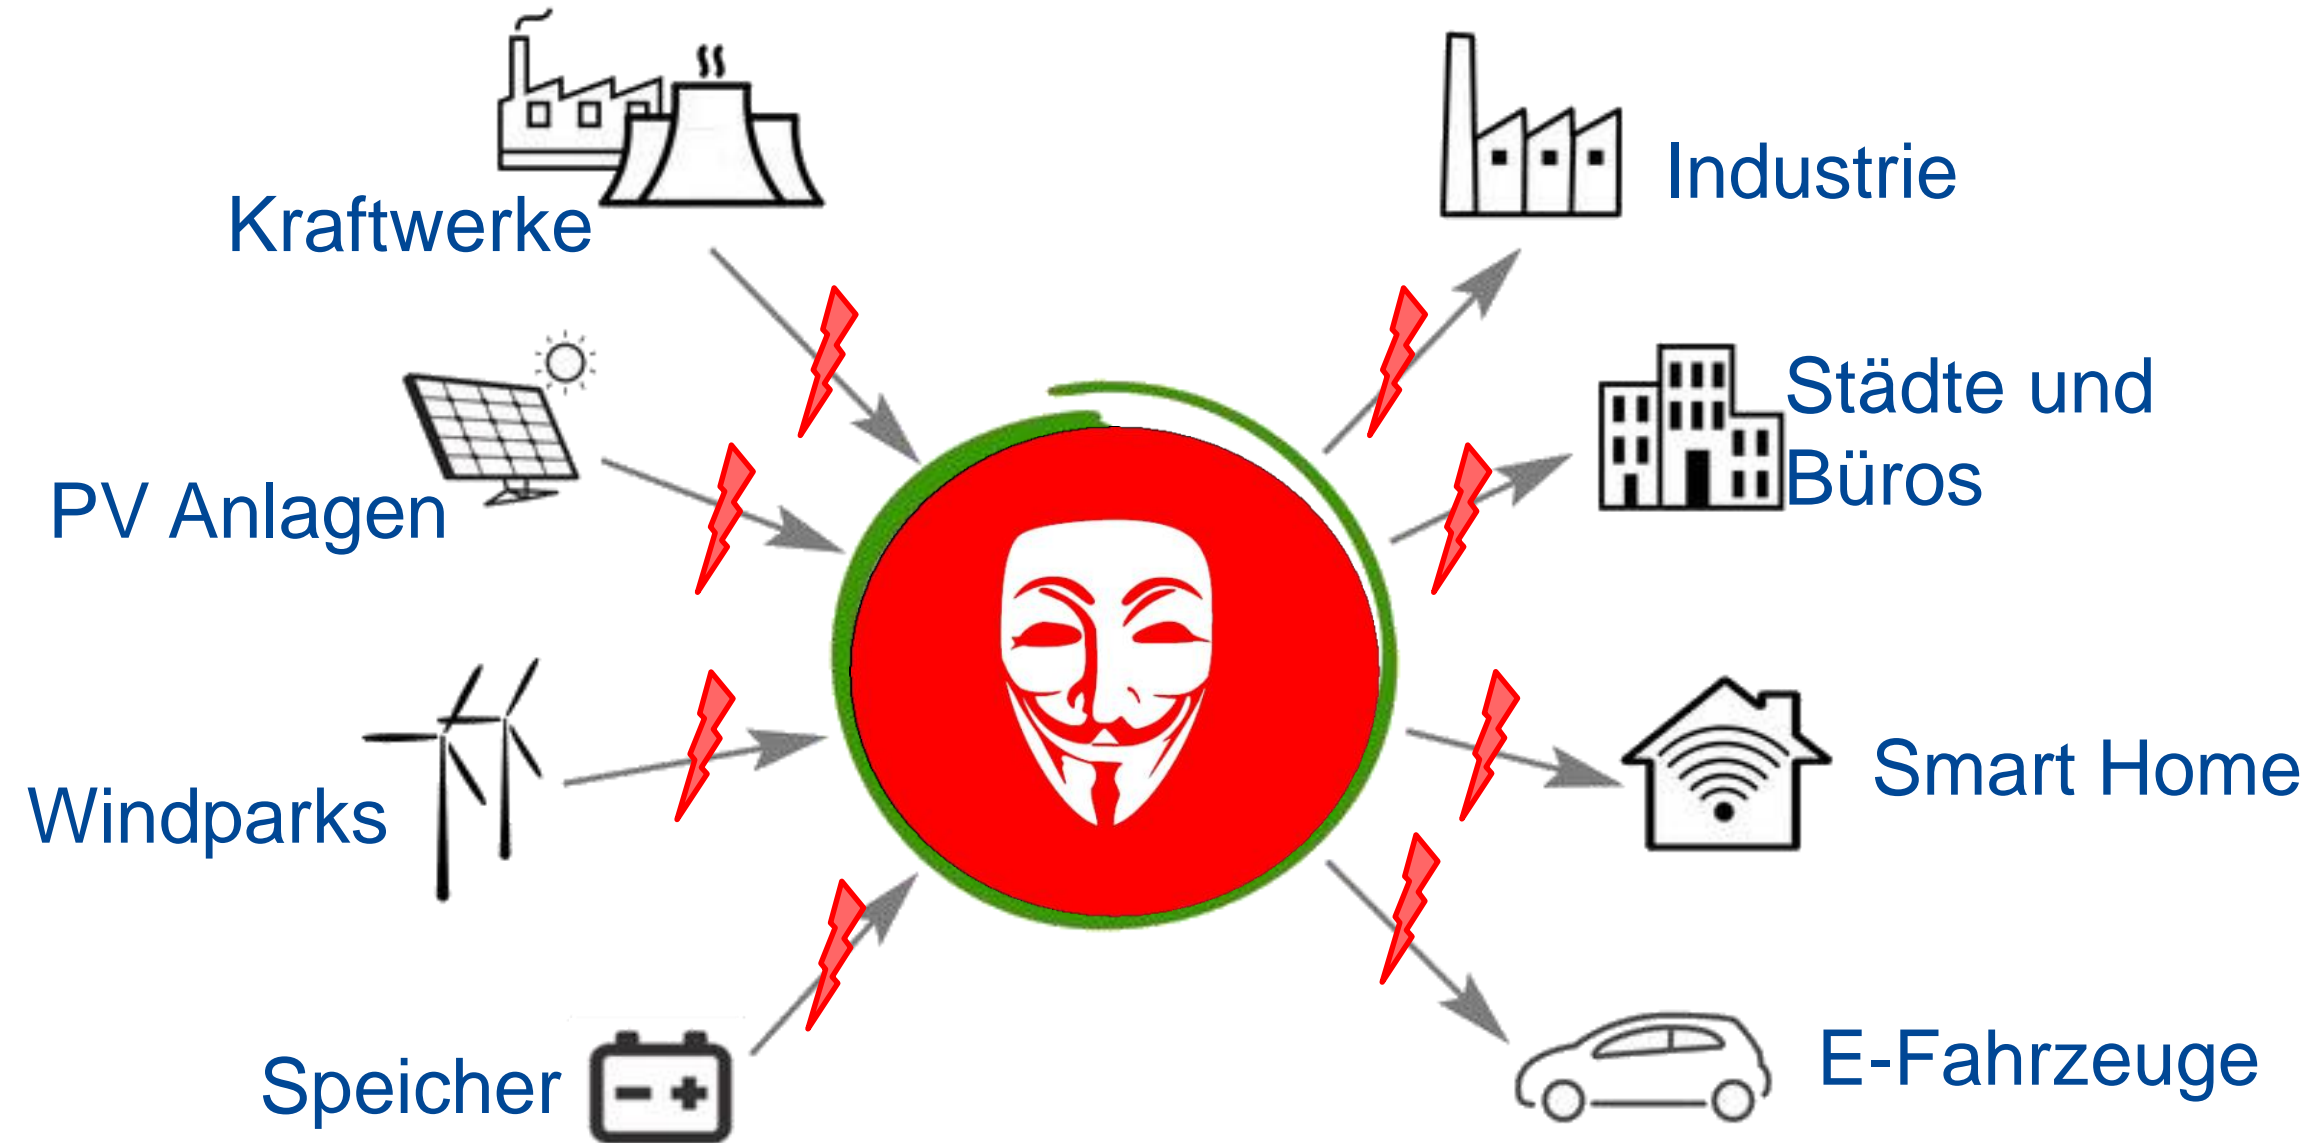 Kraftwerke
PV Anlagen
Windparks
Speicher
Industrie
Städte und
Büros
Smart Home
E-Fahrzeuge